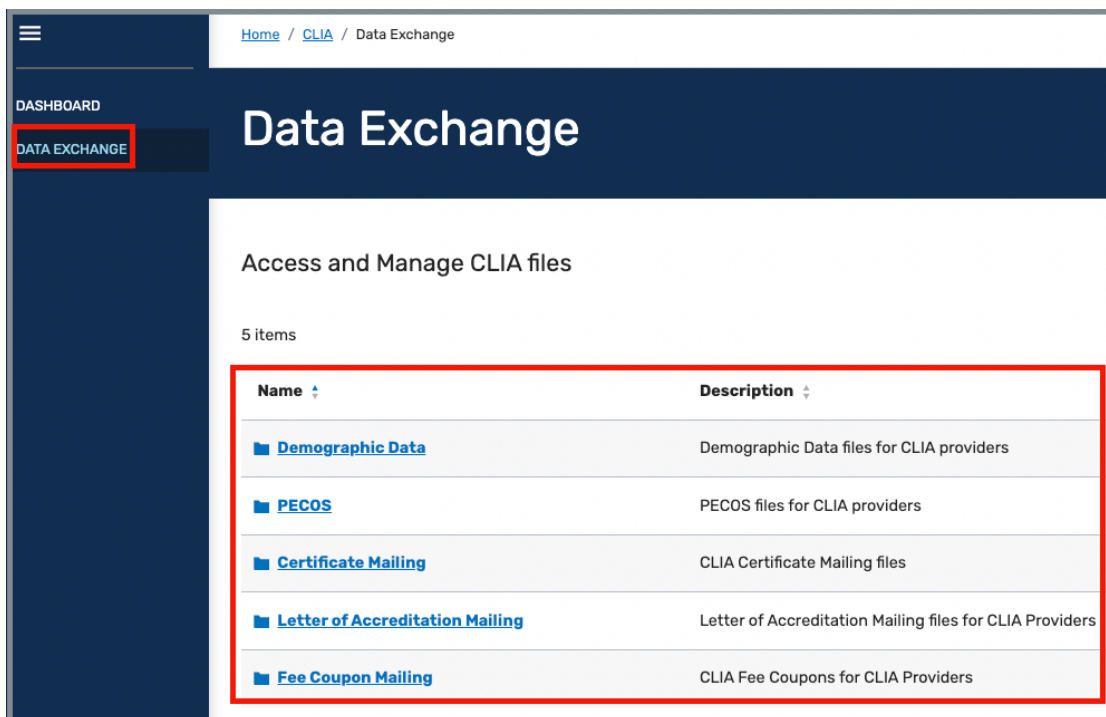 Home / CLIA / Data Exchange
DASHBOARD
DATA EXCHANGE
Data Exchange
Access and Manage CLIA files
5 items
Name Description
Demographic Data Demographic Data files for CLIA providers
PECOS PECOS files for CLIA providers
Certificate Mailing CLIA Certificate Mailing files
Letter of Accreditation Mailing Letter of Accreditation Mailing files for CLIA Providers
Fee Coupon Mailing CLIA Fee Coupons for CLIA Providers